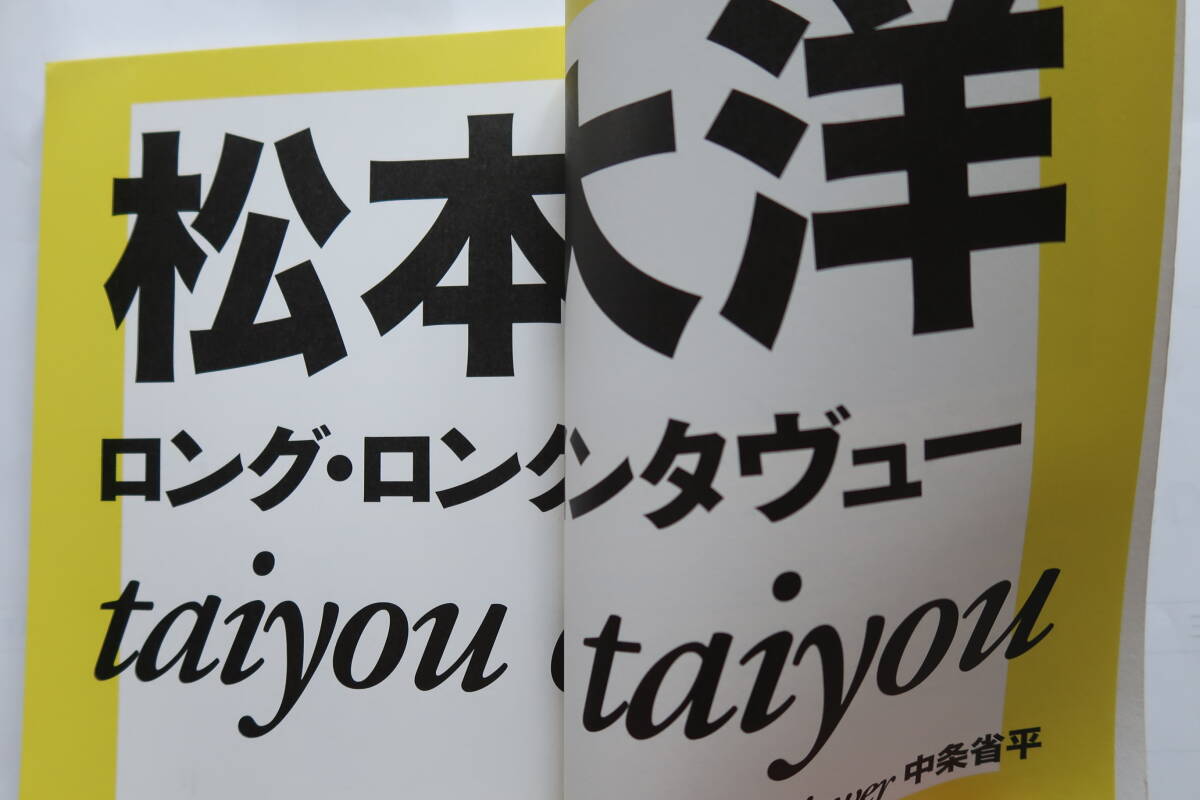 松本大洋
ロング・ロングンタヴュー
taiyou taiyou
中条省平